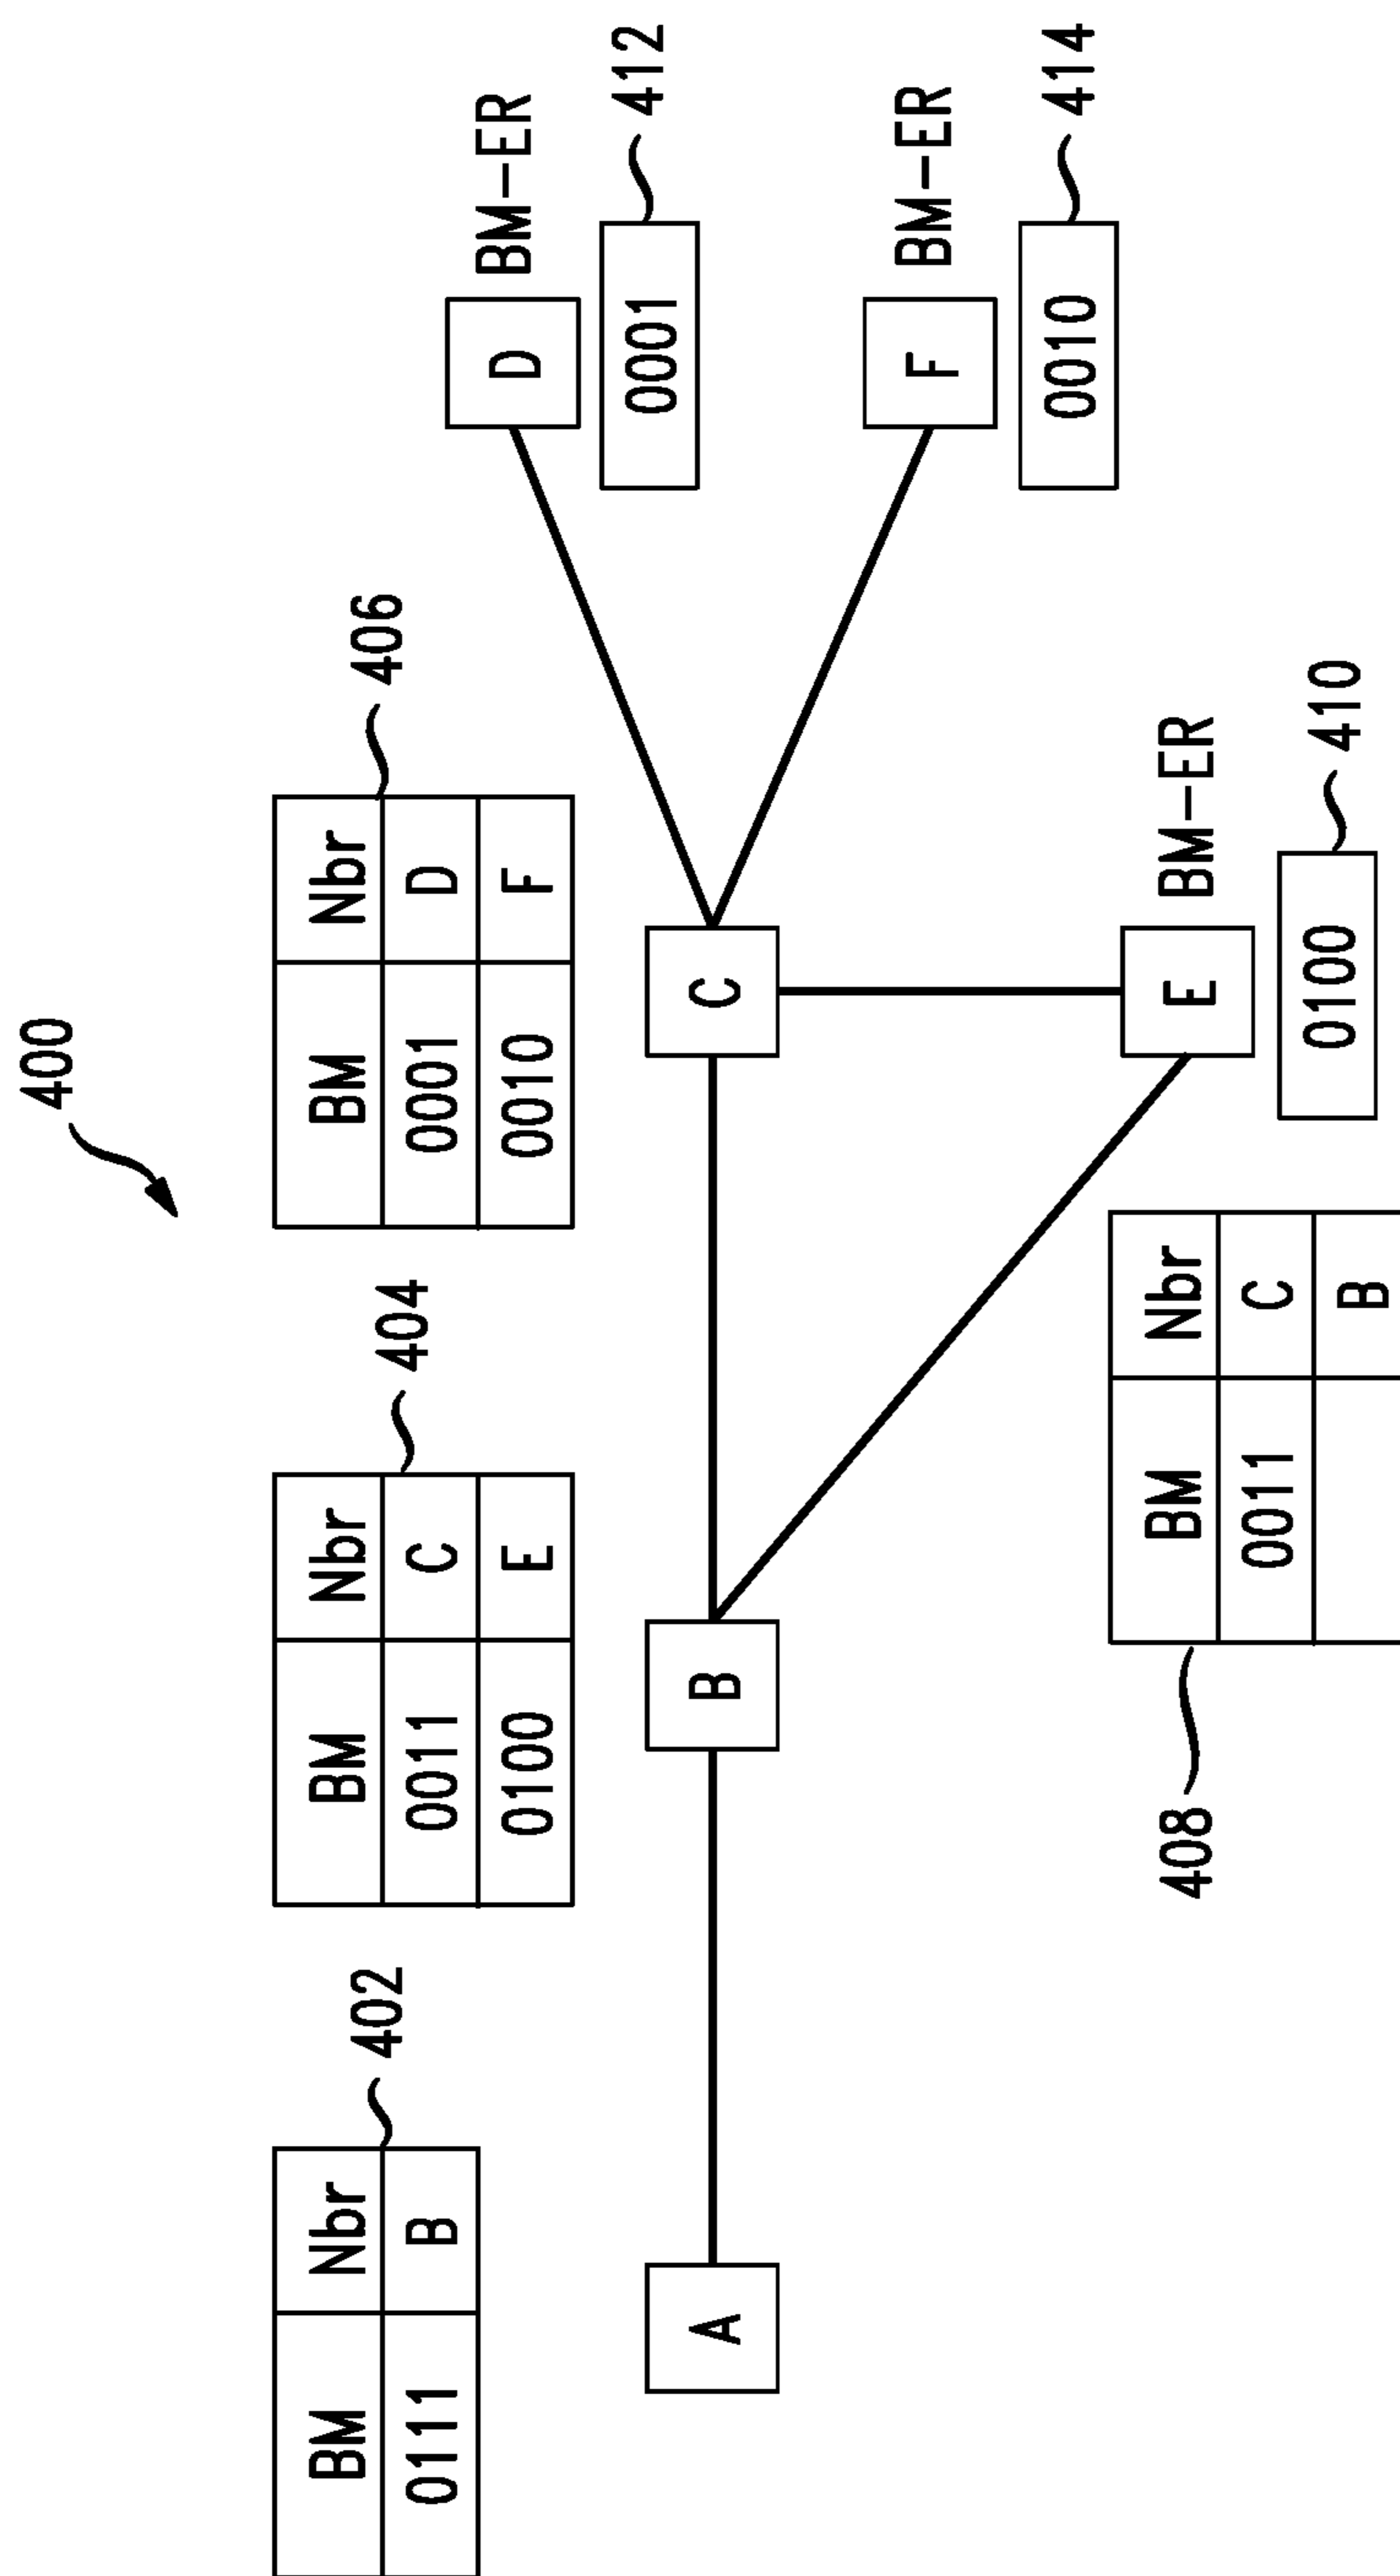 400
BM Nbr
0111 B
402
BM Nbr
0011 C
0100 E
404
BM Nbr
0001 D
0010 F
406
A
B
C
D
BM-ER
0001
412
F
BM-ER
0010
414
E
BM-ER
0100
410
408
BM Nbr
0011 C
B